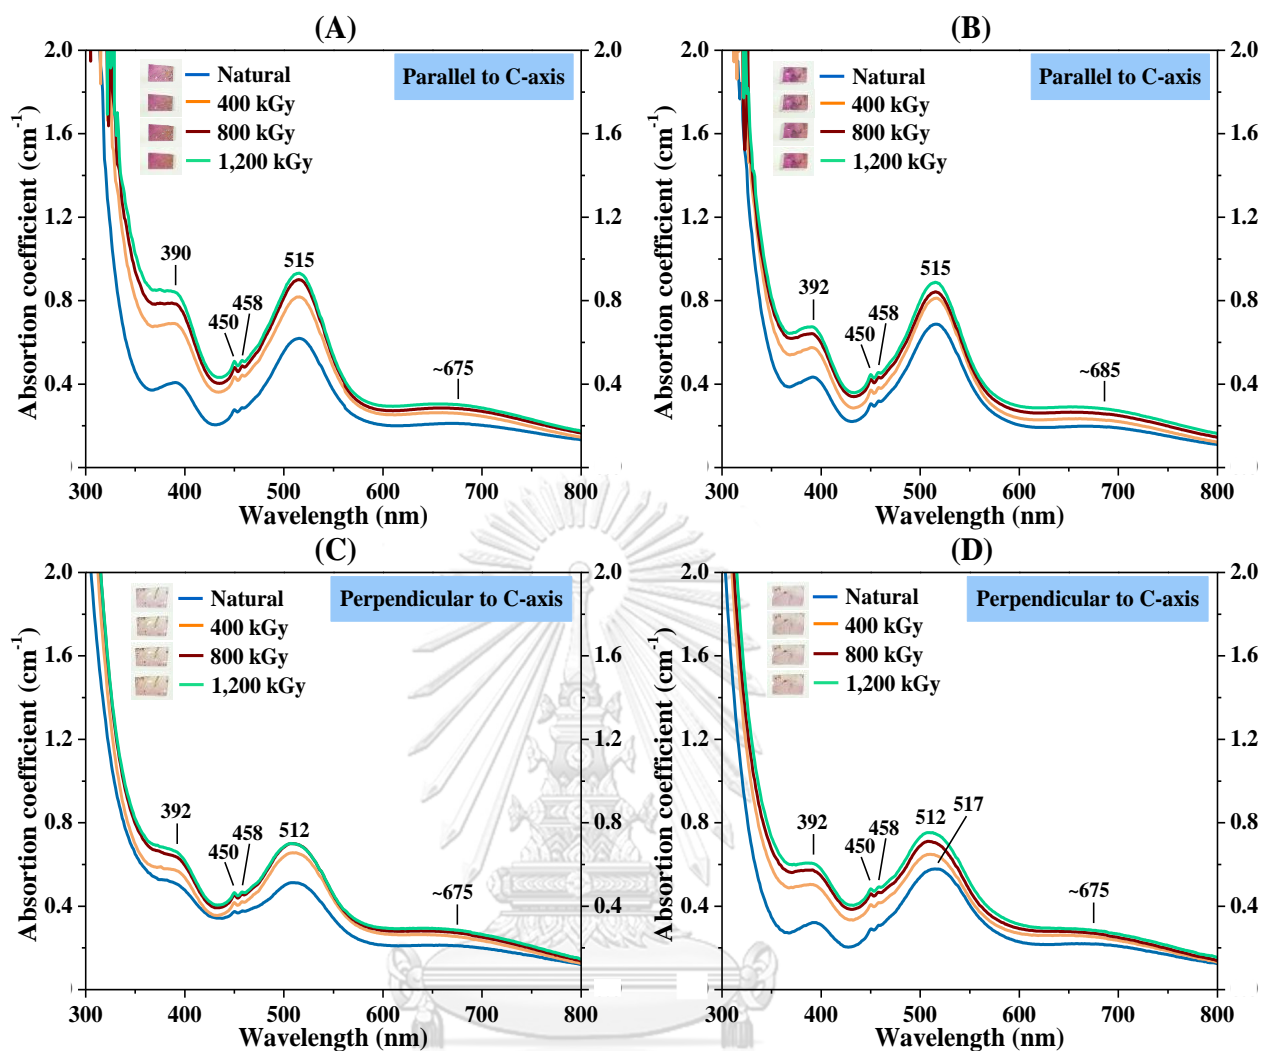 (A)
Absortion coefficient (cm⁻¹)
2.0
1.6
1.2
0.8
0.4
Natural
400 kGy
800 kGy
1,200 kGy
Parallel to C-axis
390
450
458
515
~675
2.0
1.6
1.2
0.8
0.4
300 400 500 600 700 800
Wavelength (nm)
(B)
Absortion coefficient (cm⁻¹)
2.0
1.6
1.2
0.8
0.4
Natural
400 kGy
800 kGy
1,200 kGy
Parallel to C-axis
392
450
458
515
~685
2.0
1.6
1.2
0.8
0.4
300 400 500 600 700 800
Wavelength (nm)
(C)
Absortion coefficient (cm⁻¹)
2.0
1.6
1.2
0.8
0.4
Natural
400 kGy
800 kGy
1,200 kGy
Perpendicular to C-axis
392
450
458
512
~675
2.0
1.6
1.2
0.8
0.4
300 400 500 600 700 800
Wavelength (nm)
(D)
Absortion coefficient (cm⁻¹)
2.0
1.6
1.2
0.8
0.4
Natural
400 kGy
800 kGy
1,200 kGy
Perpendicular to C-axis
392
450
458
512
517
~675
2.0
1.6
1.2
0.8
0.4
300 400 500 600 700 800
Wavelength (nm)